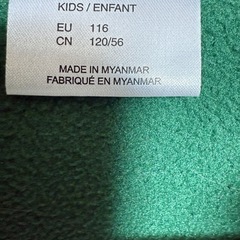 KIDS / ENFANT
EU 116
CN 120/56
MADE IN MYANMAR
FABRIQUÉ EN MYANMAR